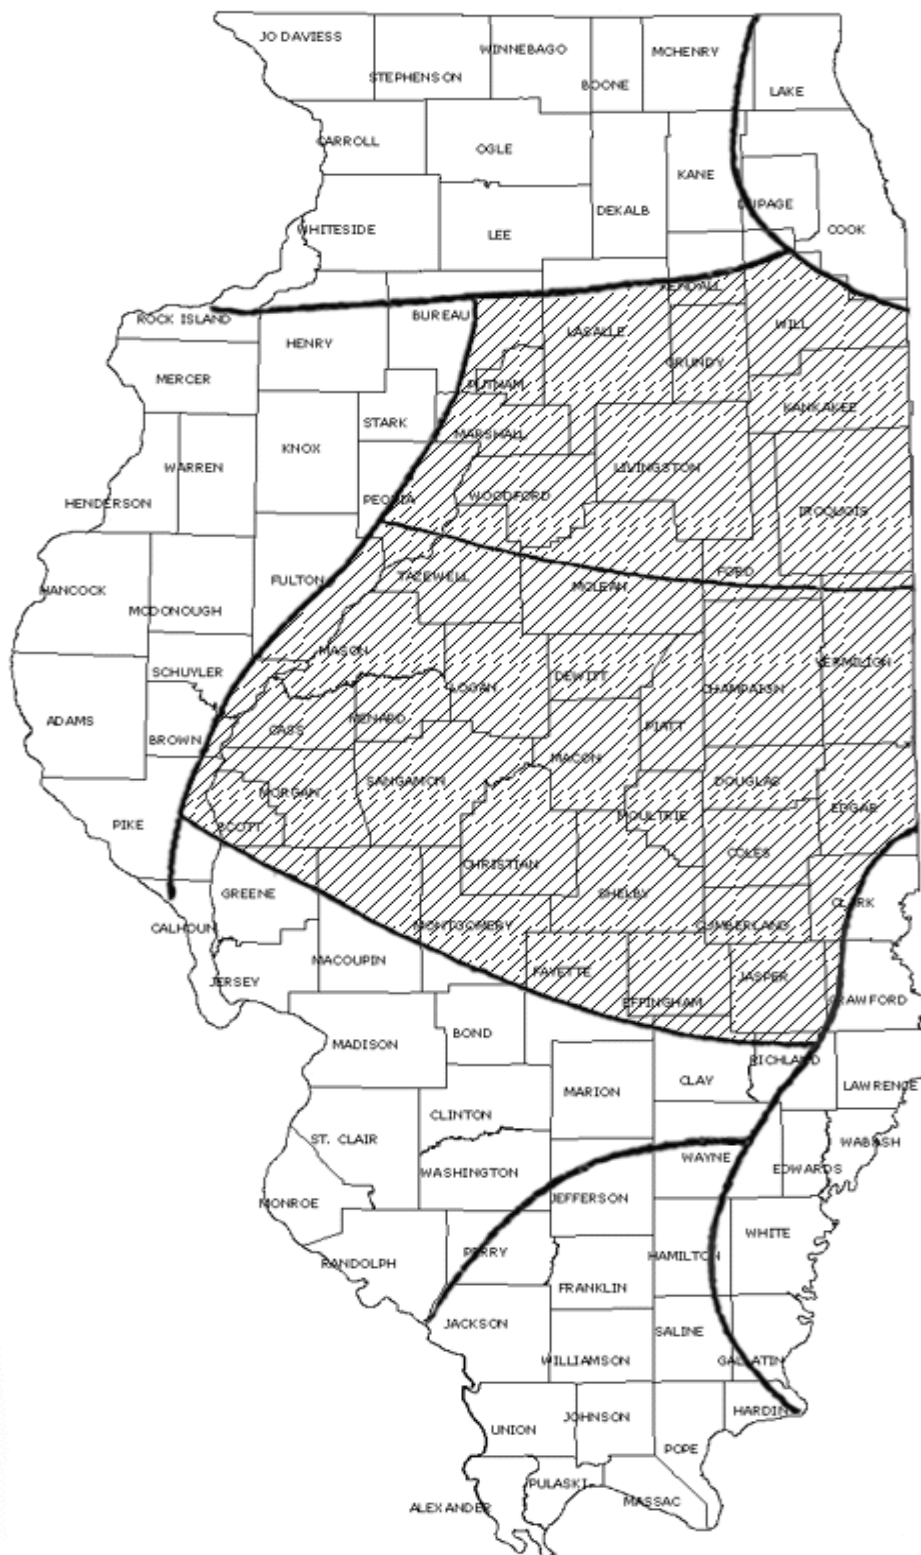 JO DAVIESS
STEPHENSON
WINNEBAGO
BOONE
MCHENRY
LAKE
CARROLL
OGLE
KANE
DUPAGE
COOK
WHITESIDE
LEE
DEKALB
KENDALL
ROCK ISLAND
BUREAU
LASALLE
WILL
HENRY
GRUNDY
MERCER
PUTNAM
KANKAKEE
STARK
MARSHALL
KNOX
WARREN
LIVINGSTON
HENDERSON
PEORIA
WOODFORD
IROQUOIS
HANCOCK
MCDONOUGH
FULTON
TAZEWELL
MCLEAN
FORD
SCHUYLER
MASON
LOGAN
DEWITT
CHAMPAIGN
VERMILION
ADAMS
BROWN
CASS
MENARD
PIATT
MACON
PIKE
SCOTT
MORGAN
SANGAMON
MOULTRIE
DOUGLAS
EDGAR
CHRISTIAN
COLES
GREENE
SHELBY
CLARK
CALHOUN
MONTGOMERY
CUMBERLAND
JERSEY
MACOUPIN
FAYETTE
EFFINGHAM
JASPER
CRAWFORD
MADISON
BOND
RICHLAND
MARION
CLAY
LAWRENCE
ST. CLAIR
CLINTON
WABASH
WASHINGTON
WAYNE
EDWARDS
MONROE
JEFFERSON
RANDOLPH
PERRY
HAMILTON
WHITE
FRANKLIN
JACKSON
SALINE
WILLIAMSON
GALLATIN
UNION
JOHNSON
HARDIN
POPE
ALEXANDER
PULASKI
MASSAC